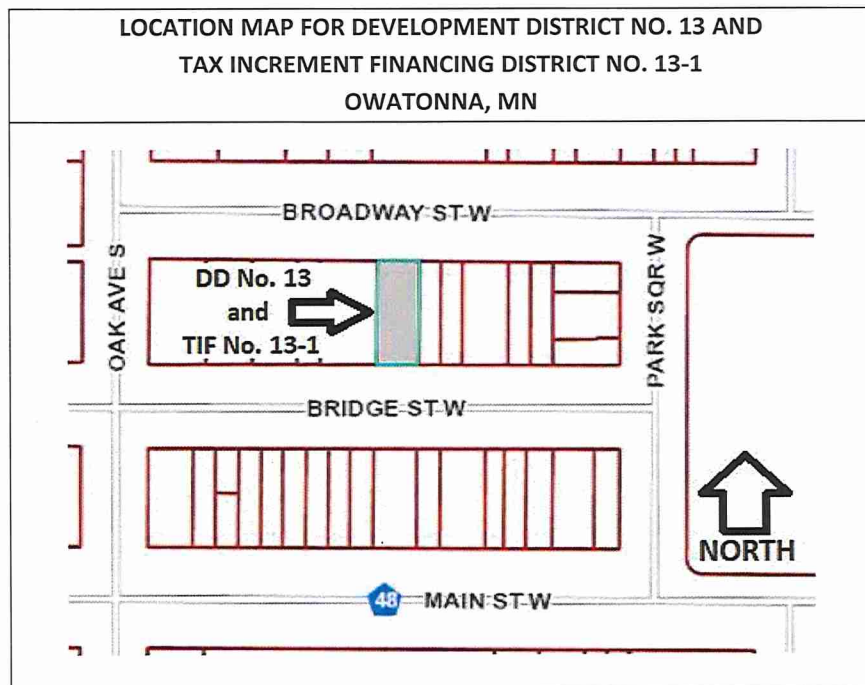 LOCATION MAP FOR DEVELOPMENT DISTRICT NO. 13 AND
TAX INCREMENT FINANCING DISTRICT NO. 13-1
OWATONNA, MN
BROADWAY ST W
OAK AVE S
DD No. 13
and
TIF No. 13-1
PARK SQR W
BRIDGE ST W
NORTH
48
MAIN ST W